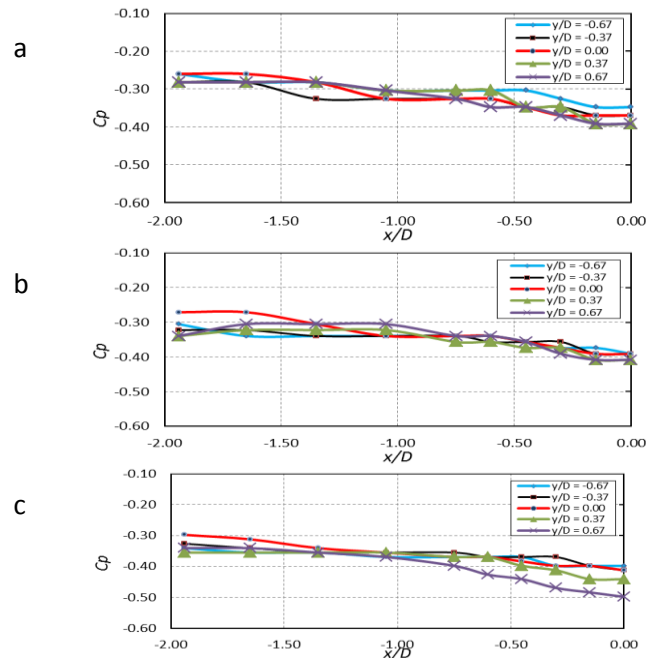 a
-0.10
-0.20
-0.30
-0.40
-0.50
-0.60
Cp
-2.00 -1.50 -1.00 -0.50 0.00
x/D
y/D = -0.67
y/D = -0.37
y/D = 0.00
y/D = 0.37
y/D = 0.67
b
-0.10
-0.20
-0.30
-0.40
-0.50
-0.60
Cp
-2.00 -1.50 -1.00 -0.50 0.00
x/D
y/D = -0.67
y/D = -0.37
y/D = 0.00
y/D = 0.37
y/D = 0.67
c
-0.10
-0.20
-0.30
-0.40
-0.50
-0.60
Cp
-2.00 -1.50 -1.00 -0.50 0.00
x/D
y/D = -0.67
y/D = -0.37
y/D = 0.00
y/D = 0.37
y/D = 0.67